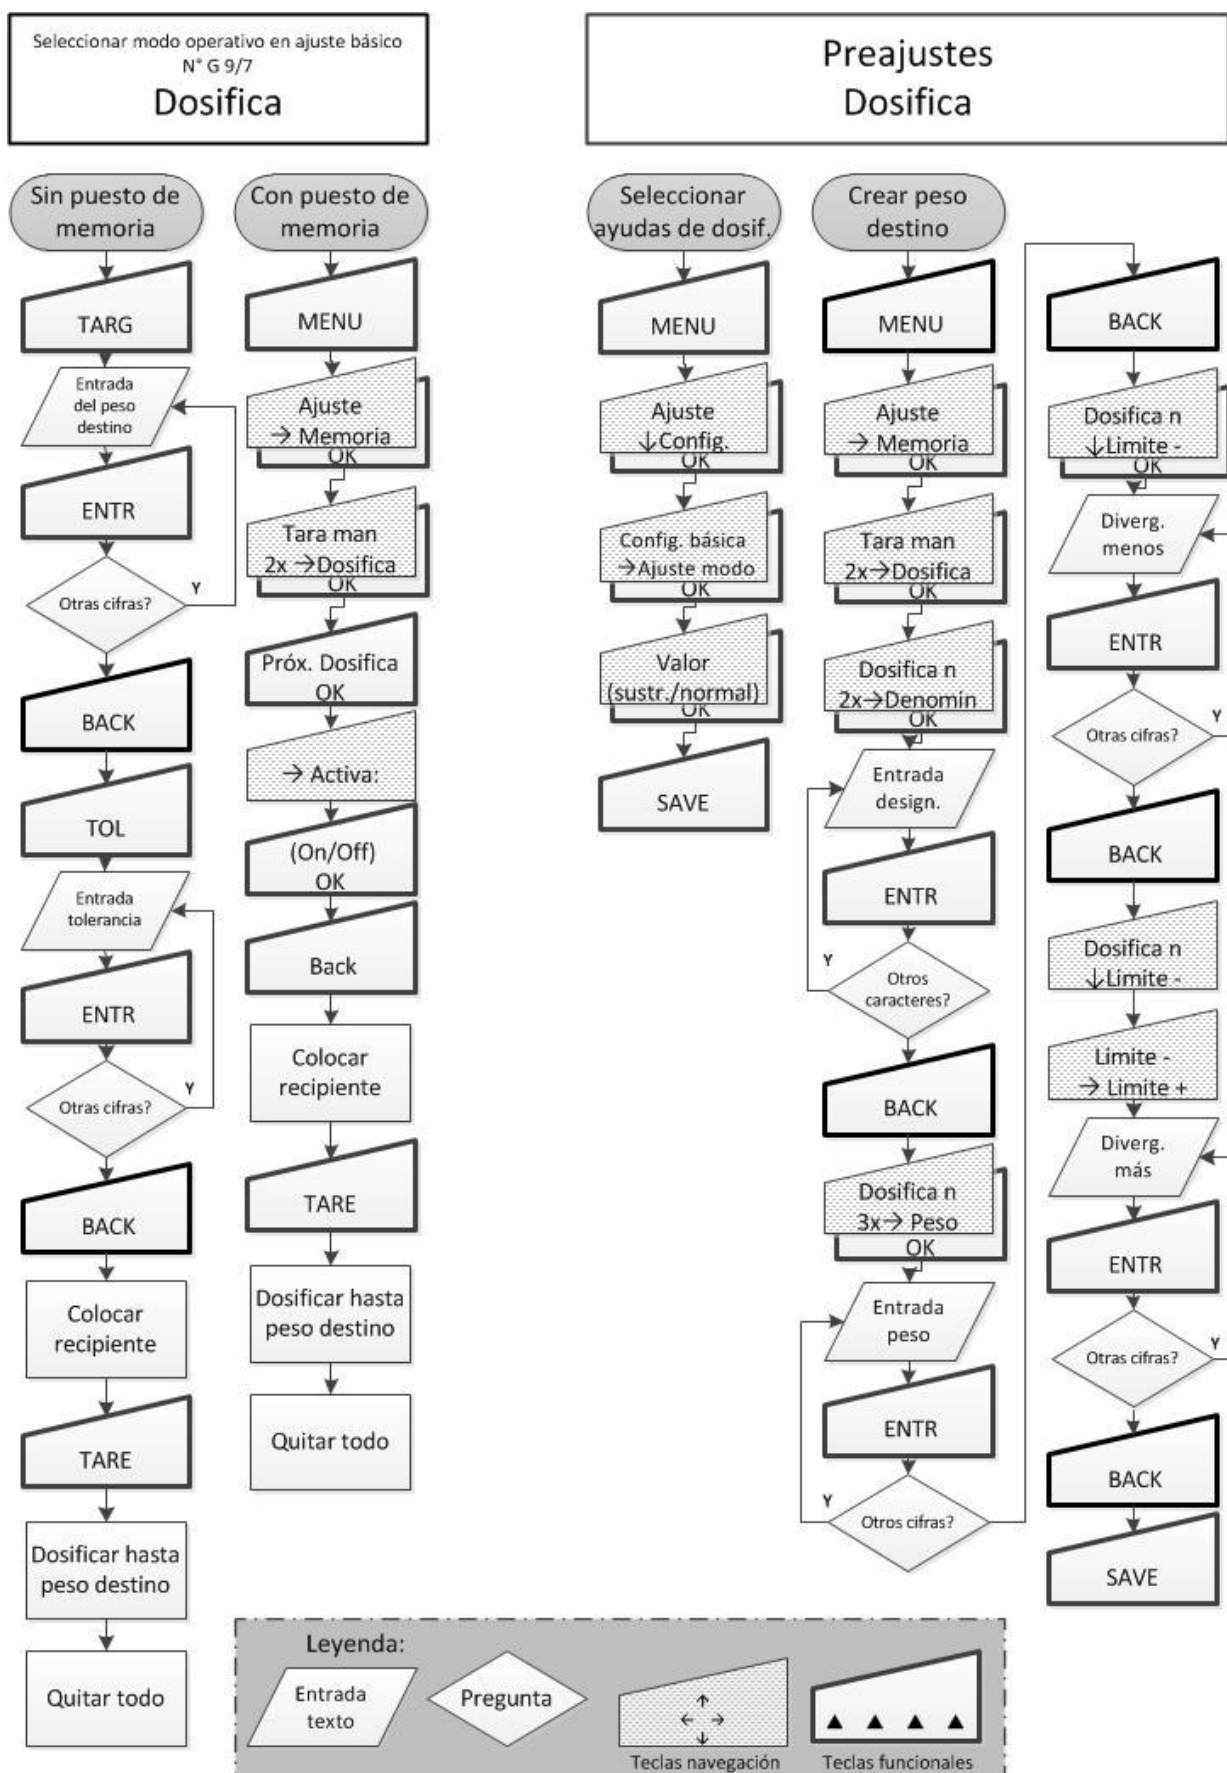 Seleccionar modo operativo en ajuste básico
N° G 9/7
Dosifica
Preajustes
Dosifica
Sin puesto de
memoria
TARG
Entrada
del peso
destino
ENTR
Otras cifras?
Y
BACK
TOL
Entrada
tolerancia
ENTR
Otras cifras?
Y
BACK
Colocar
recipiente
TARE
Dosificar hasta
peso destino
Quitar todo
Con puesto de
memoria
MENU
Ajuste
→ Memoria
OK
Tara man
2x →Dosifica
OK
Próx. Dosifica
OK
→ Activa:
(On/Off)
OK
Back
Colocar
recipiente
TARE
Dosificar hasta
peso destino
Quitar todo
Seleccionar
ayudas de dosif.
MENU
Ajuste
↓Config.
OK
Config. básica
→Ajuste modo
OK
Valor
(sustr./normal)
OK
SAVE
Crear peso
destino
MENU
Ajuste
→ Memoria
OK
Tara man
2x→Dosifica
OK
Dosifica n
2x→Denomin
OK
Entrada
design.
ENTR
Y
Otros
caracteres?
BACK
Dosifica n
3x→ Peso
OK
Entrada
peso
ENTR
Y
Otros cifras?
BACK
Dosifica n
↓Limite -
OK
Diverg.
menos
ENTR
Otras cifras?
Y
BACK
Dosifica n
↓Limite -
Limite -
→ Limite +
Diverg.
más
ENTR
Otras cifras?
Y
BACK
SAVE
Leyenda:
Entrada
texto
Pregunta
↑
← →
↓
Teclas navegación
▲ ▲ ▲ ▲
Teclas funcionales